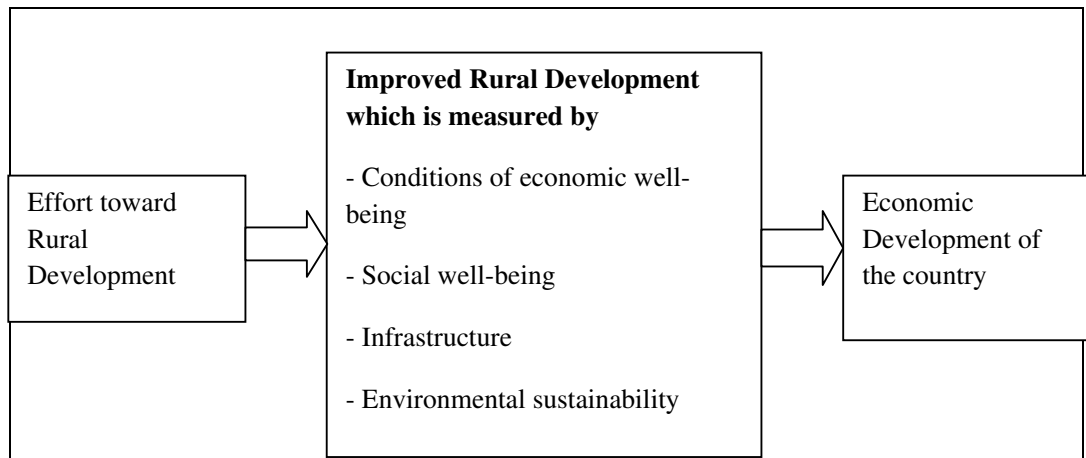 Effort toward
Rural
Development
Improved Rural Development
which is measured by
- Conditions of economic well-
being
- Social well-being
- Infrastructure
- Environmental sustainability
Economic
Development of
the country